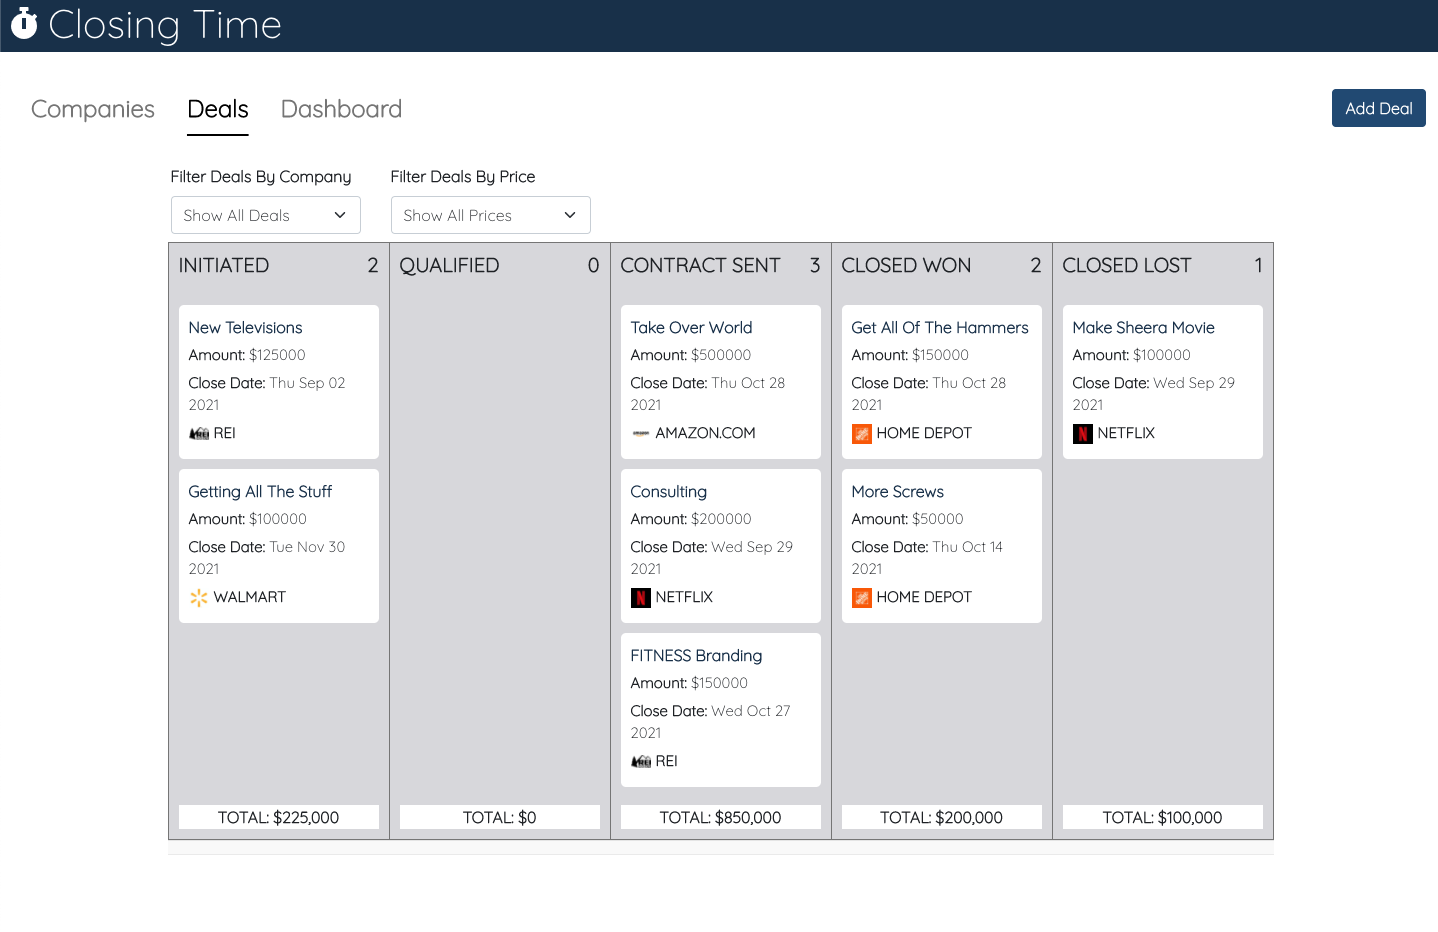 Closing Time
Companies Deals Dashboard Add Deal
Filter Deals By Company Filter Deals By Price
Show All Deals Show All Prices
INITIATED 2
New Televisions
Amount: $125000
Close Date: Thu Sep 02
2021
REI
Getting All The Stuff
Amount: $100000
Close Date: Tue Nov 30
2021
WALMART
TOTAL: $225,000
QUALIFIED 0
TOTAL: $0
CONTRACT SENT 3
Take Over World
Amount: $500000
Close Date: Thu Oct 28
2021
AMAZON.COM
Consulting
Amount: $200000
Close Date: Wed Sep 29
2021
NETFLIX
FITNESS Branding
Amount: $150000
Close Date: Wed Oct 27
2021
REI
TOTAL: $850,000
CLOSED WON 2
Get All Of The Hammers
Amount: $150000
Close Date: Thu Oct 28
2021
HOME DEPOT
More Screws
Amount: $50000
Close Date: Thu Oct 14
2021
HOME DEPOT
TOTAL: $200,000
CLOSED LOST 1
Make Sheera Movie
Amount: $100000
Close Date: Wed Sep 29
2021
NETFLIX
TOTAL: $100,000